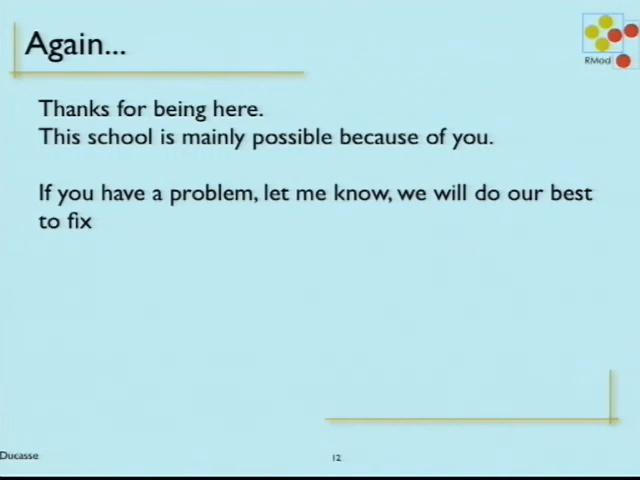 Again...
RMod
Thanks for being here.
This school is mainly possible because of you.
If you have a problem, let me know, we will do our best
to fix
Ducasse
12